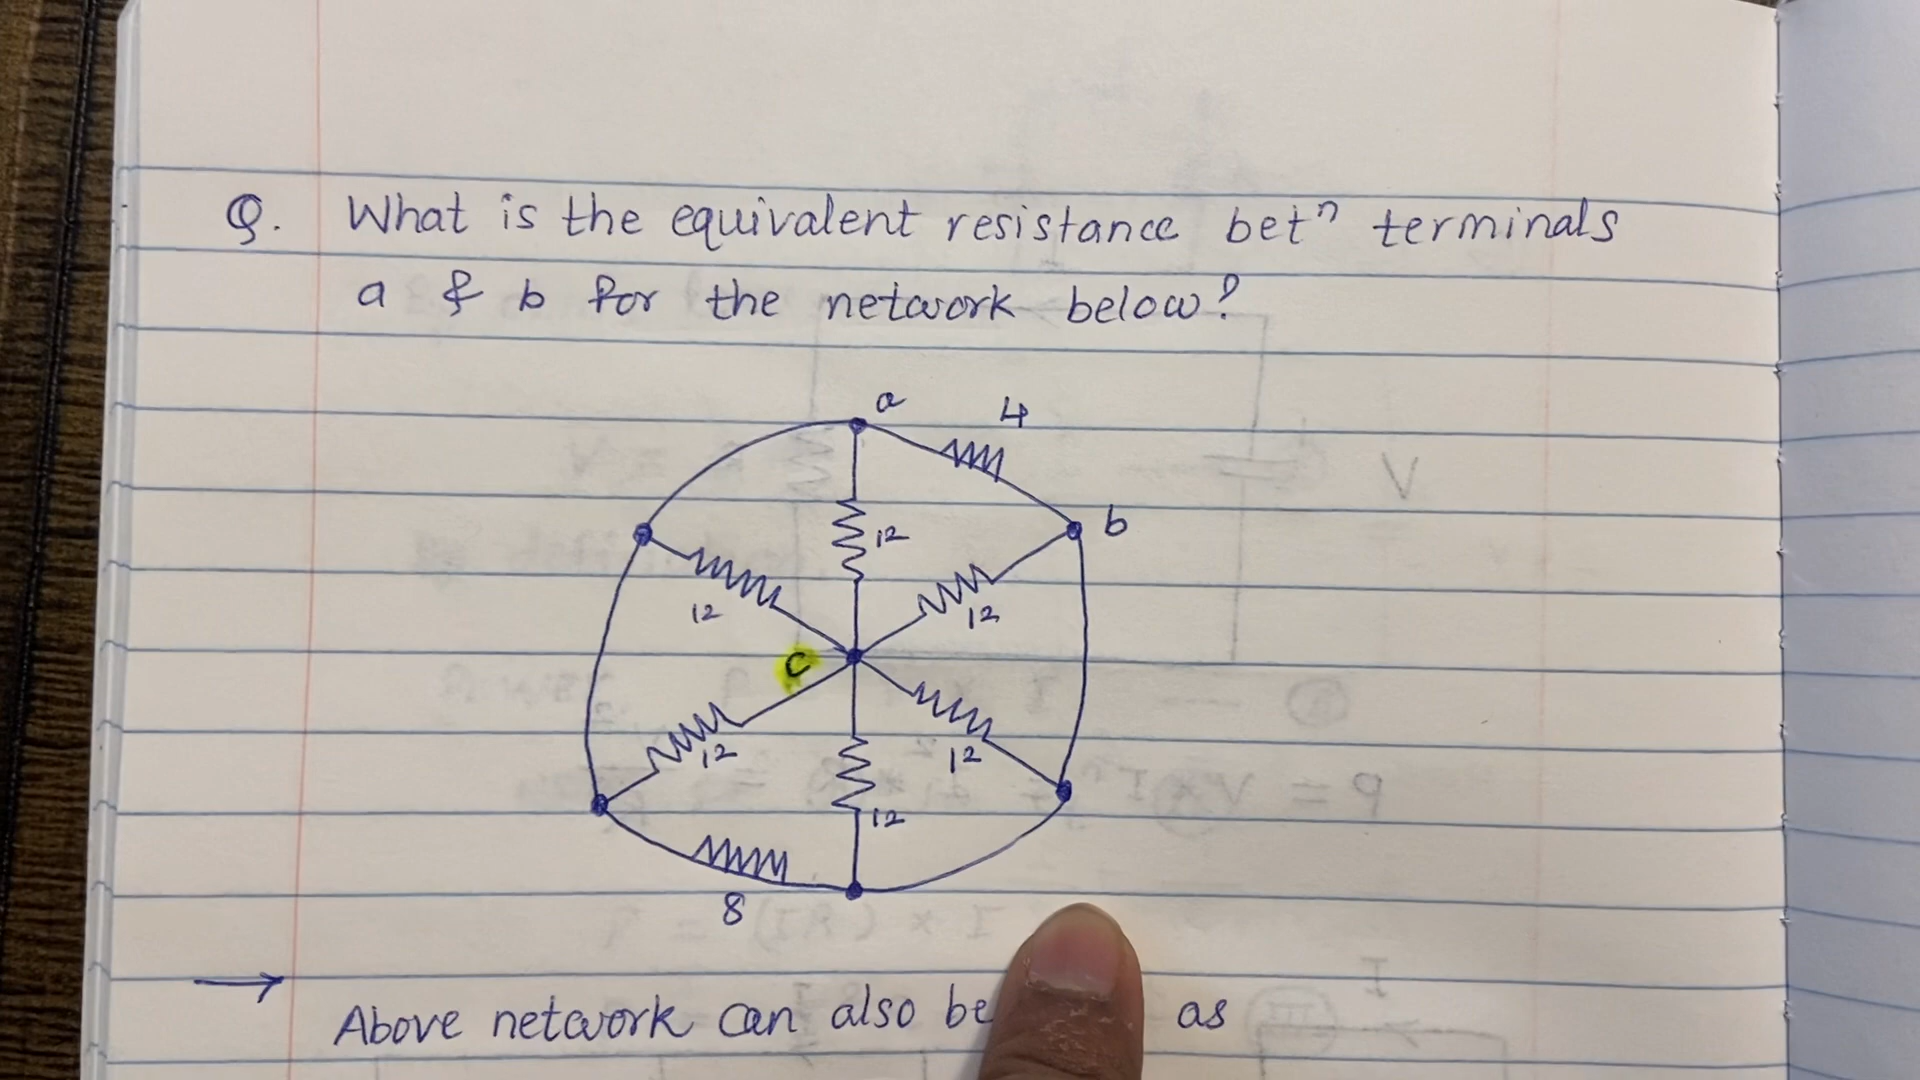 Q. What is the equivalent resistance betⁿ terminals
a & b for the network below?
a
4
b
12
12
12
C
12
12
12
8
→
Above network can also be as